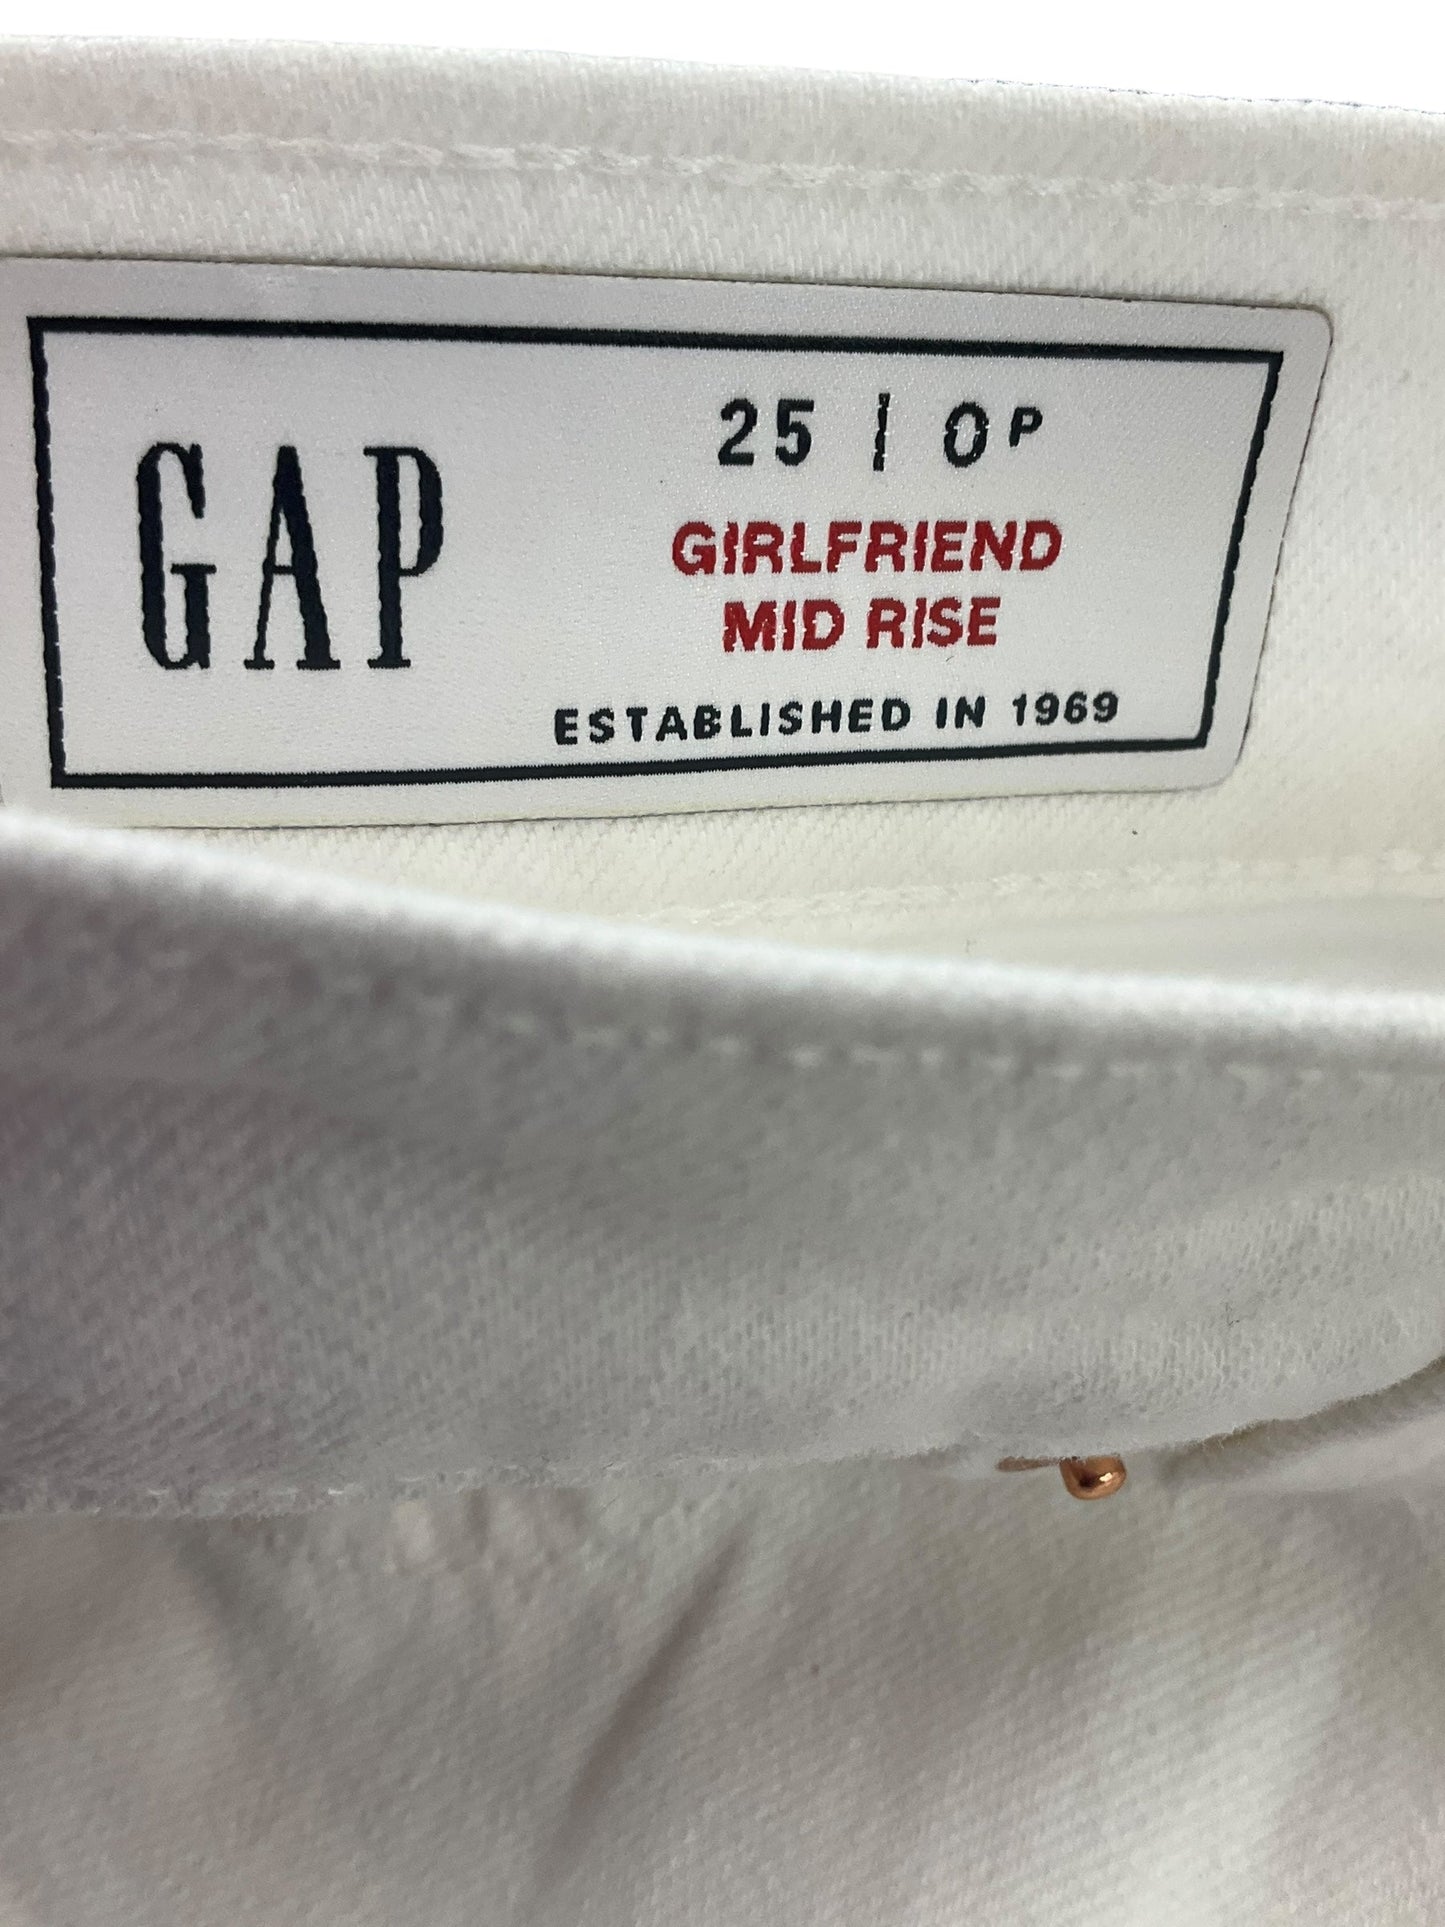 GAP
25 | 0P
GIRLFRIEND
MID RISE
ESTABLISHED IN 1969